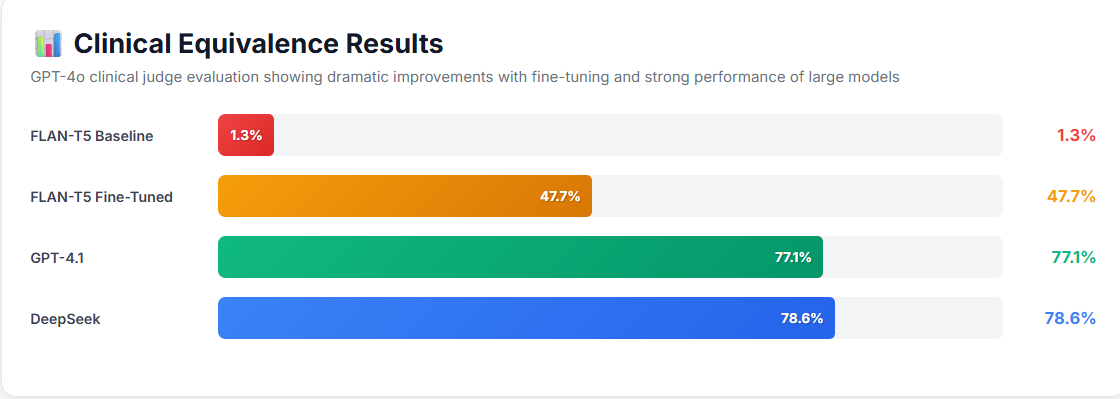 Clinical Equivalence Results
GPT-4o clinical judge evaluation showing dramatic improvements with fine-tuning and strong performance of large models
FLAN-T5 Baseline 1.3% 1.3%
FLAN-T5 Fine-Tuned 47.7% 47.7%
GPT-4.1 77.1% 77.1%
DeepSeek 78.6% 78.6%